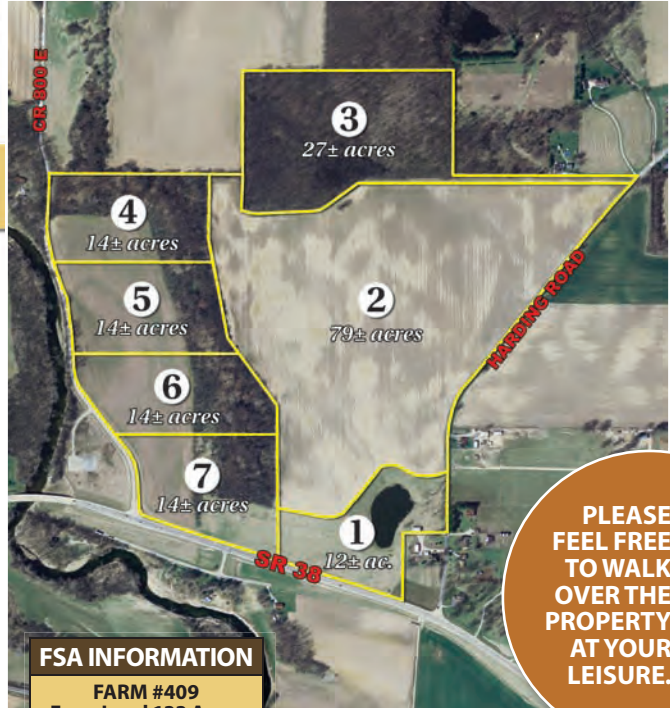 CR 800 E
3
27± acres
4
14± acres
5
14± acres
2
79± acres
HARDING ROAD
6
14± acres
7
14± acres
1
12± ac.
SR 38
PLEASE
FEEL FREE
TO WALK
OVER THE
PROPERTY
AT YOUR
LEISURE.
FSA INFORMATION
FARM #409